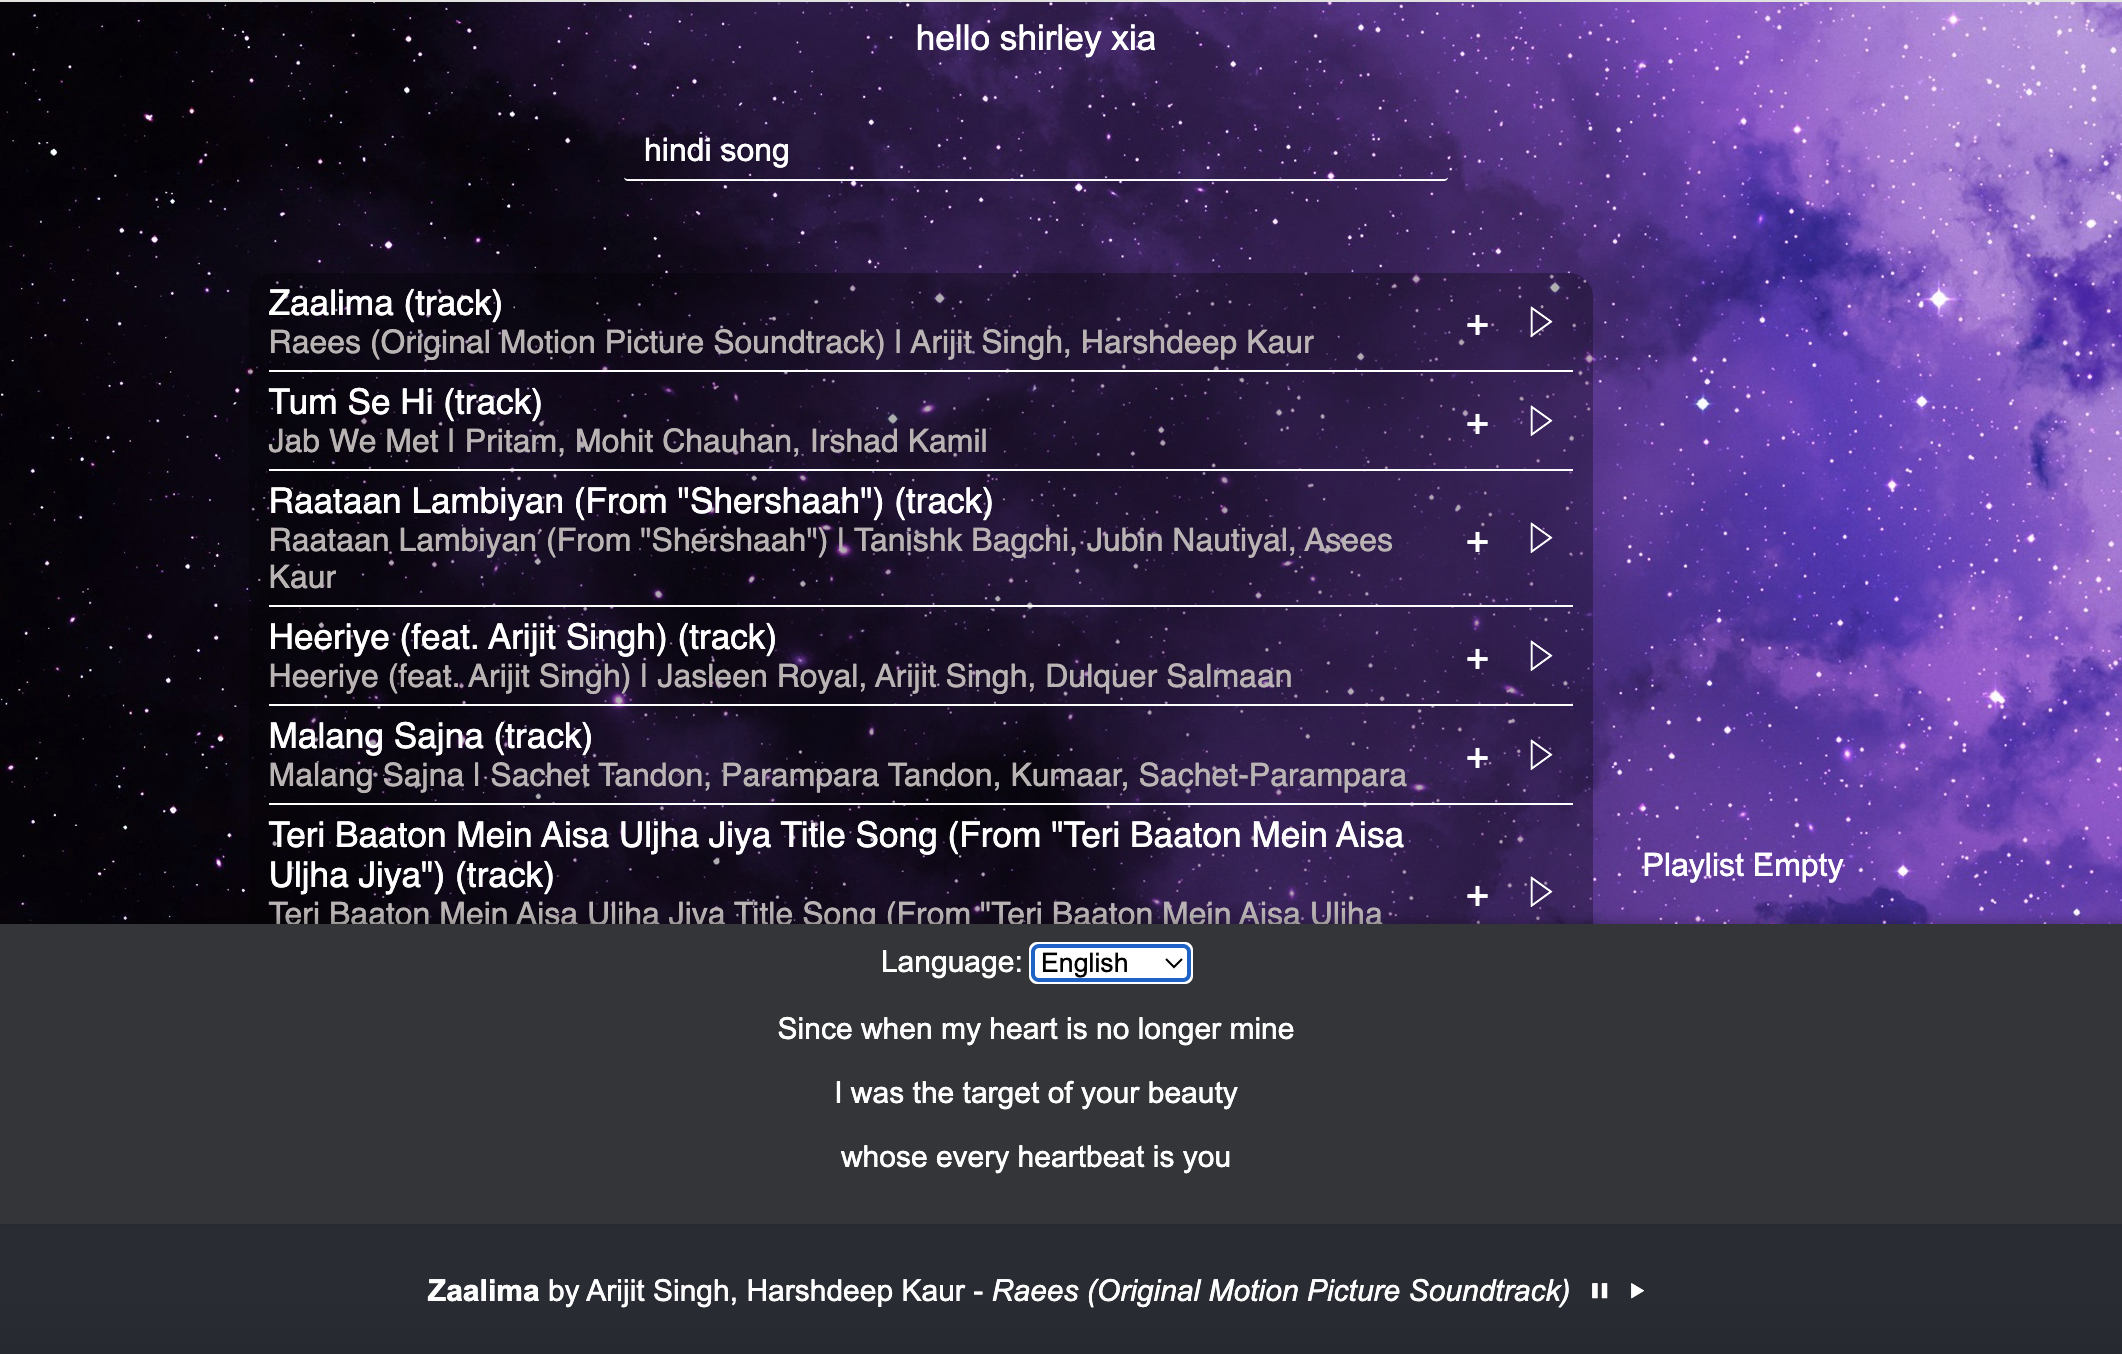 hello shirley xia
hindi song
Zaalima (track)
Raees (Original Motion Picture Soundtrack) | Arijit Singh, Harshdeep Kaur
Tum Se Hi (track)
Jab We Met | Pritam, Mohit Chauhan, Irshad Kamil
Raataan Lambiyan (From "Shershaah") (track)
Raataan Lambiyan (From "Shershaah") | Tanishk Bagchi, Jubin Nautiyal, Asees
Kaur
Heeriye (feat. Arijit Singh) (track)
Heeriye (feat. Arijit Singh) | Jasleen Royal, Arijit Singh, Dulquer Salmaan
Malang Sajna (track)
Malang Sajna | Sachet Tandon, Parampara Tandon, Kumaar, Sachet-Parampara
Teri Baaton Mein Aisa Uljha Jiya Title Song (From "Teri Baaton Mein Aisa
Uljha Jiya") (track)
Teri Baaton Mein Aisa Uljha Jiya Title Song (From "Teri Baaton Mein Aisa Uljha
Playlist Empty
Language: English
Since when my heart is no longer mine
I was the target of your beauty
whose every heartbeat is you
Zaalima by Arijit Singh, Harshdeep Kaur - Raees (Original Motion Picture Soundtrack)